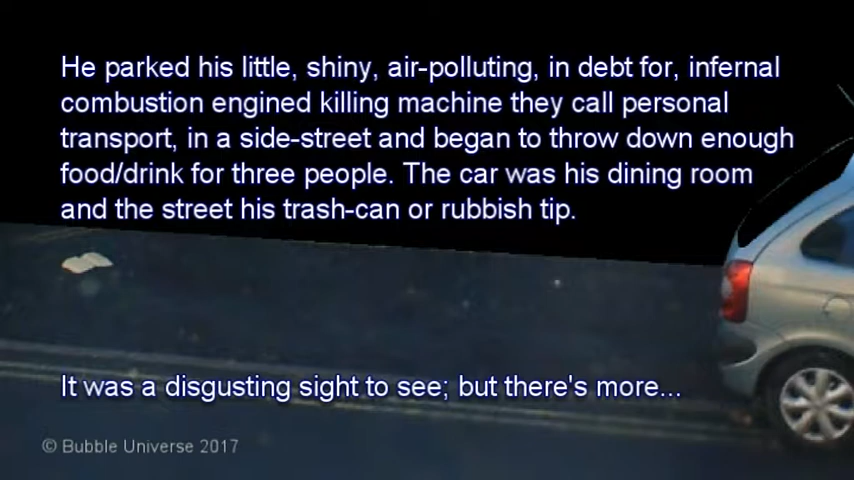 He parked his little, shiny, air-polluting, in debt for, infernal
combustion engined killing machine they call personal
transport, in a side-street and began to throw down enough
food/drink for three people. The car was his dining room
and the street his trash-can or rubbish tip.
It was a disgusting sight to see; but there's more...
© Bubble Universe 2017